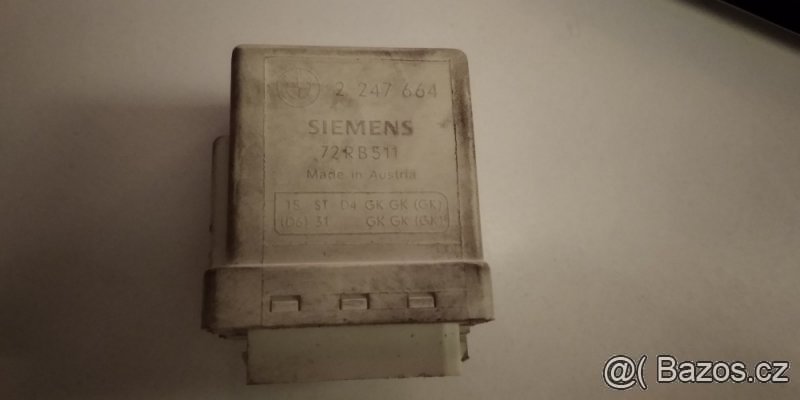 2 247 664
SIEMENS
72RB511
Made in Austria
15 ST D4 GK GK (GK)
(D6) 31 GK GK (GK)
@( Bazos.cz